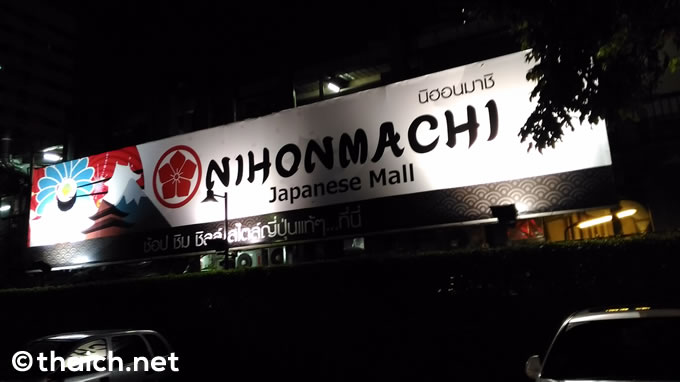 นิฮอนมาชิ
NIHONMACHI
Japanese Mall
ช้อป ชิม ชิลล์ สไตล์ญี่ปุ่นแท้ๆ...ที่นี่
©thaich.net